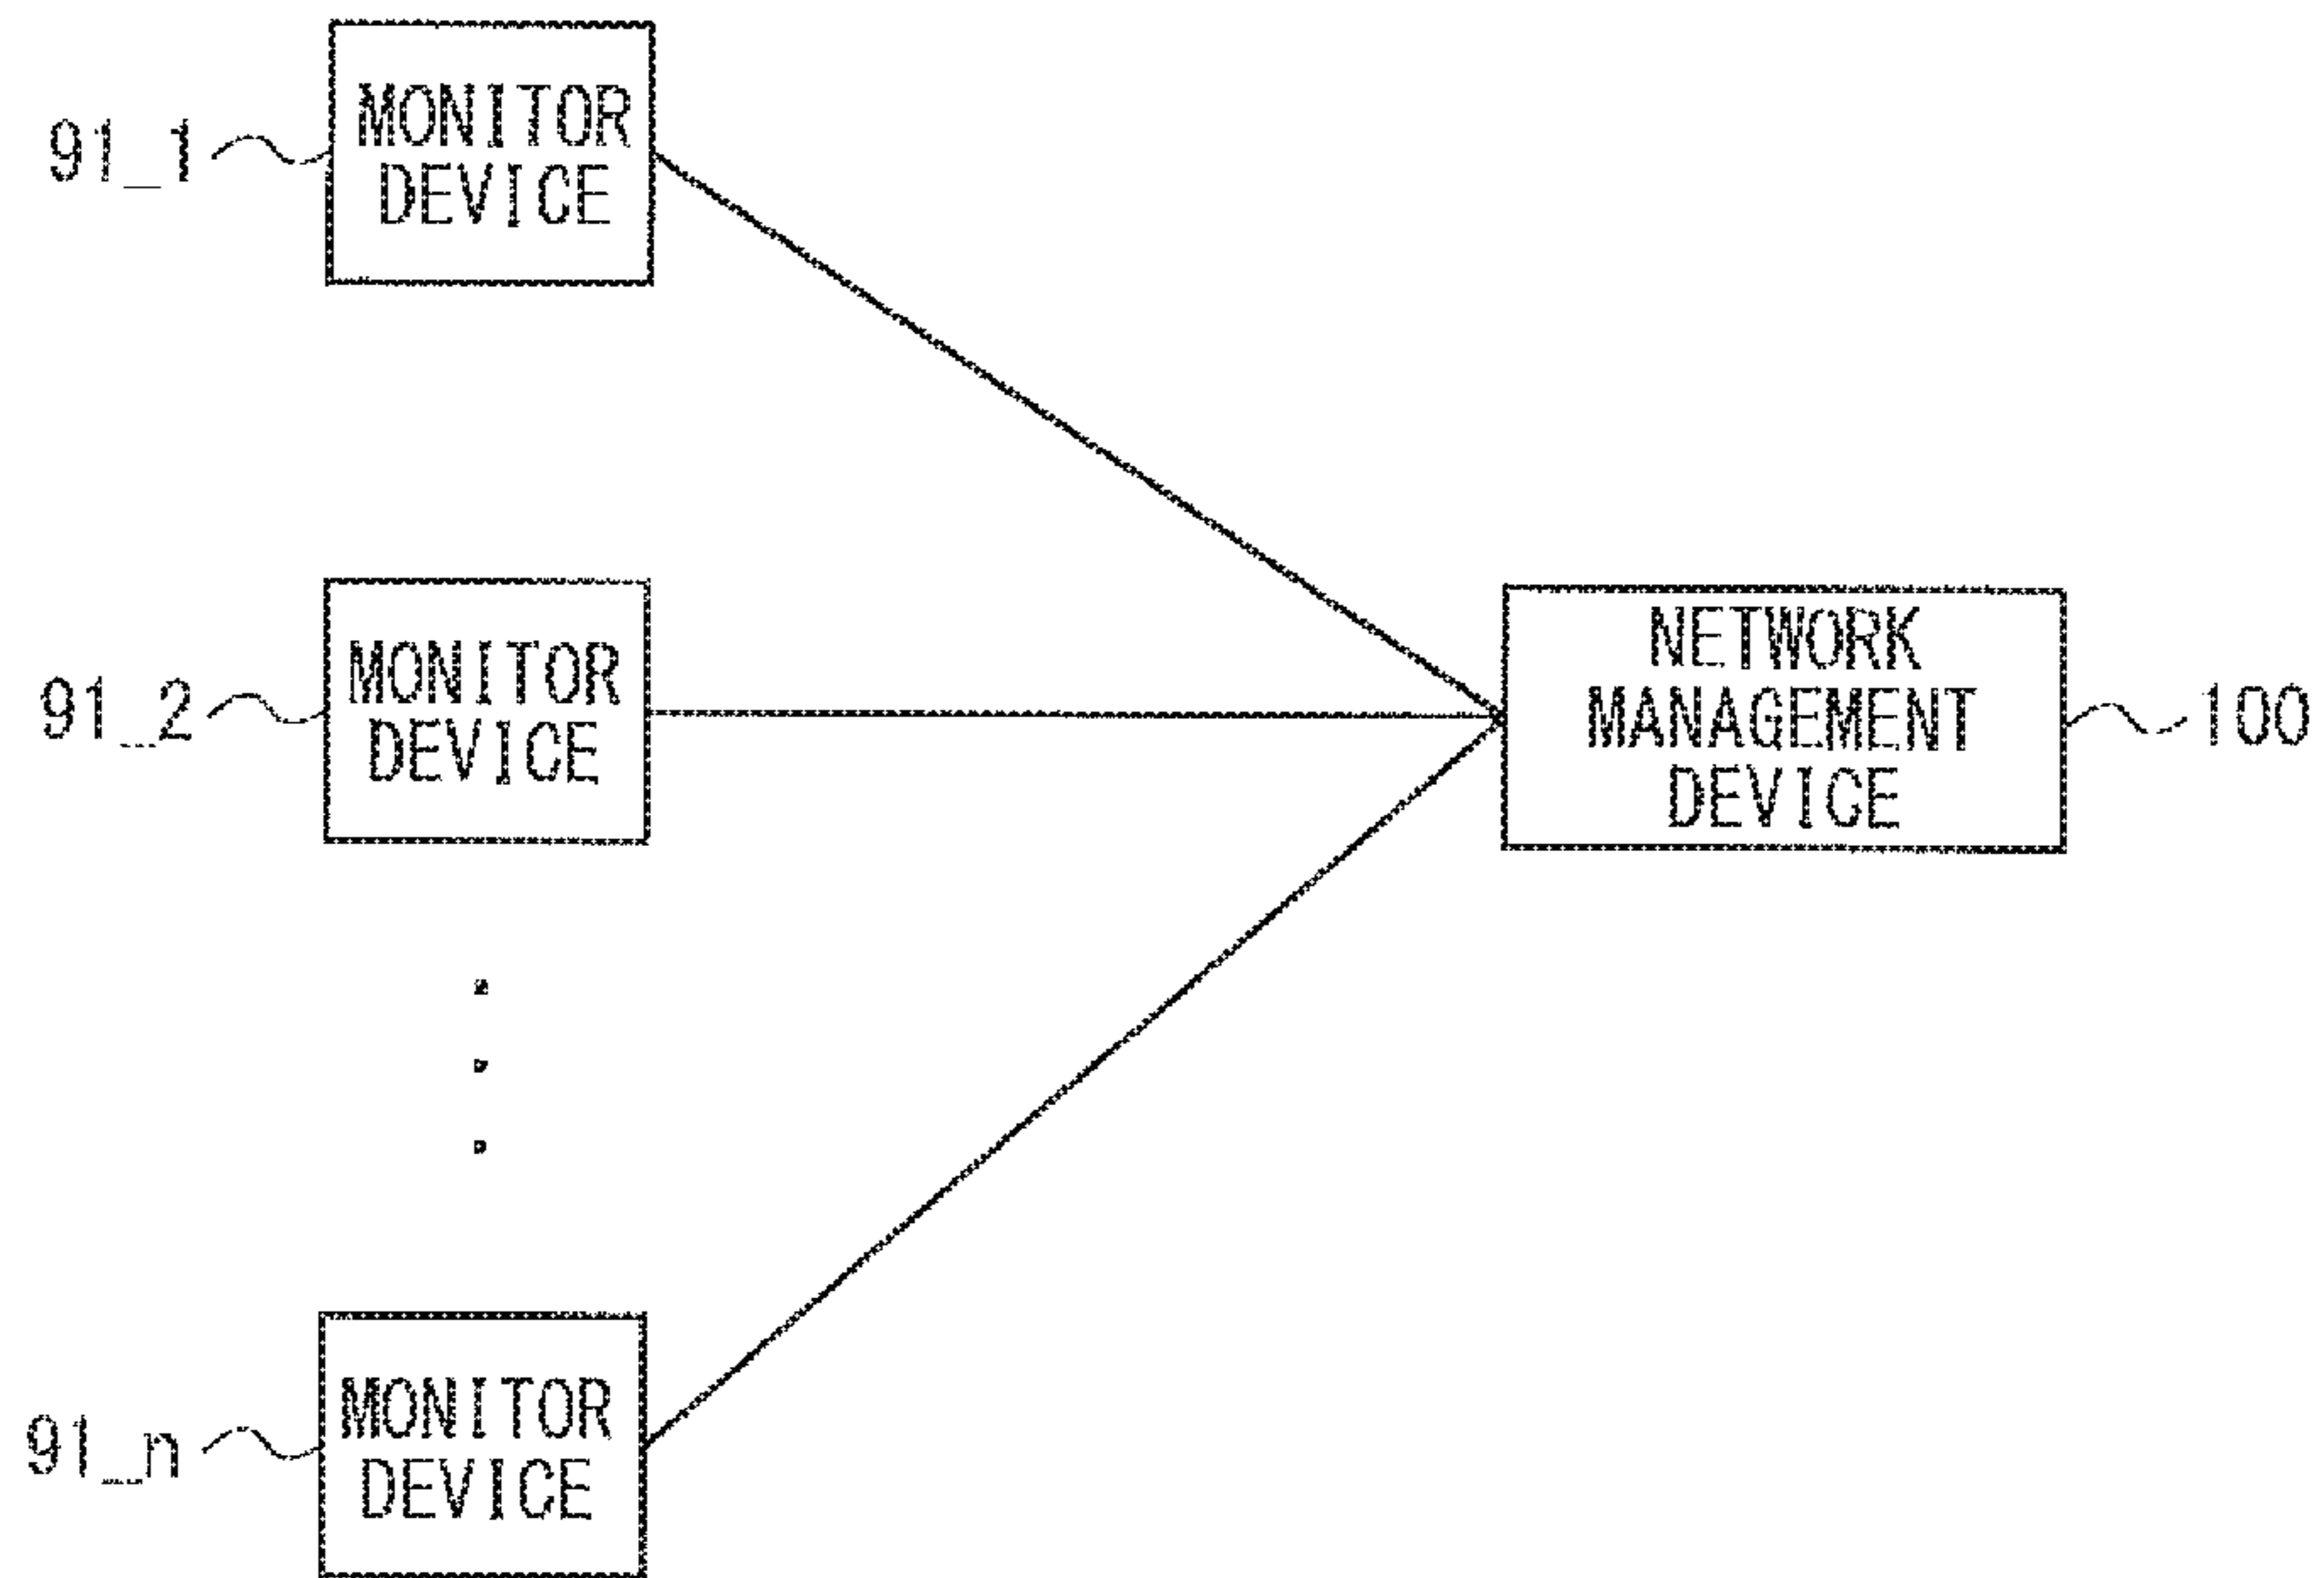 91_1
MONITOR
DEVICE
91_2
MONITOR
DEVICE
NETWORK
MANAGEMENT
DEVICE
100
91_n
MONITOR
DEVICE